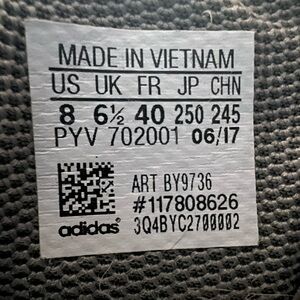 MADE IN VIETNAM
US UK FR JP CHN
8 6½ 40 250 245
PYV 702001 06/17
ART BY9736
#117808626
adidas® 3Q4BYC2700002